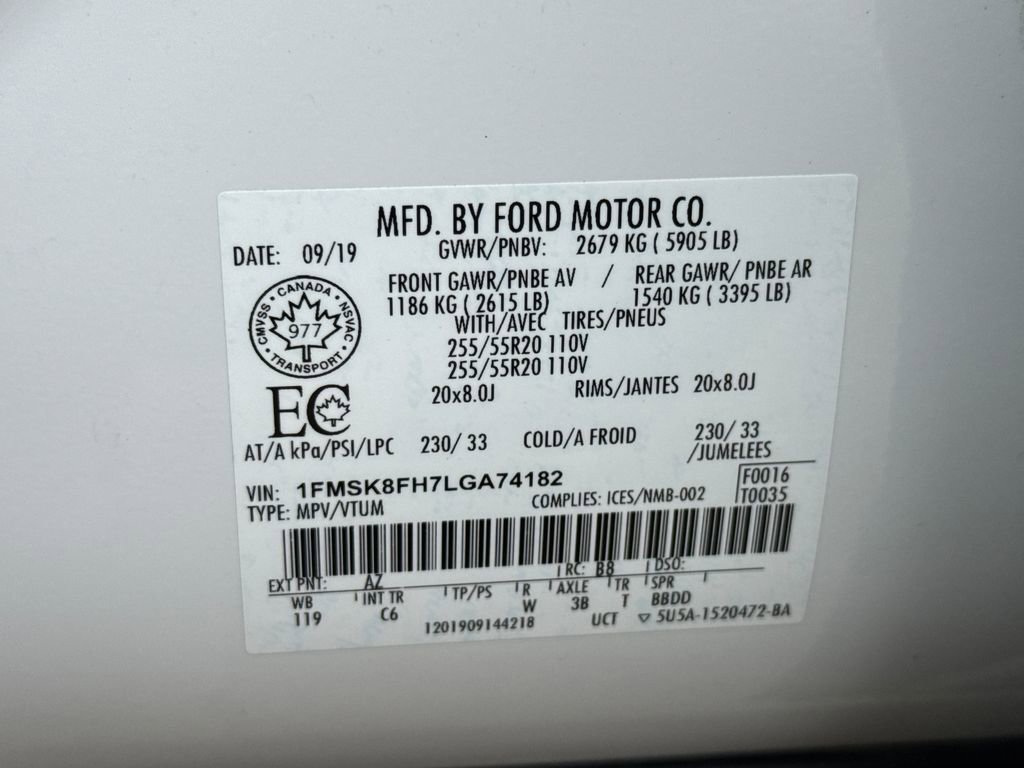 MFD. BY FORD MOTOR CO.
DATE: 09/19
GVWR/PNBV: 2679 KG ( 5905 LB)
FRONT GAWR/PNBE AV / REAR GAWR/ PNBE AR
1186 KG ( 2615 LB) 1540 KG ( 3395 LB)
WITH/AVEC TIRES/PNEUS
255/55R20 110V
255/55R20 110V
20x8.0J RIMS/JANTES 20x8.0J
CANADA • NSVAC • TRANSPORT • CMVSS •
977
EC
AT/A kPa/PSI/LPC 230/ 33 COLD/A FROID 230/ 33
/JUMELEES
VIN: 1FMSK8FH7LGA74182
F0016
TYPE: MPV/VTUM COMPLIES: ICES/NMB-002 T0035
EXT PNT: AZ RC: B8 DSO:
WB INT TR TP/PS R AXLE TR SPR
119 C6 W 3B T BBDD
1201909144218 UCT ▽ 5U5A-1520472-BA